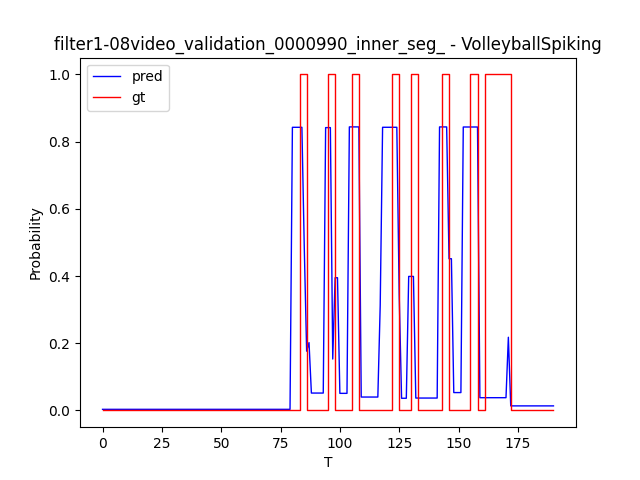 filter1-08video_validation_0000990_inner_seg_ - VolleyballSpiking
pred
gt
1.0
0.8
0.6
0.4
0.2
0.0
Probability
0 25 50 75 100 125 150 175
T